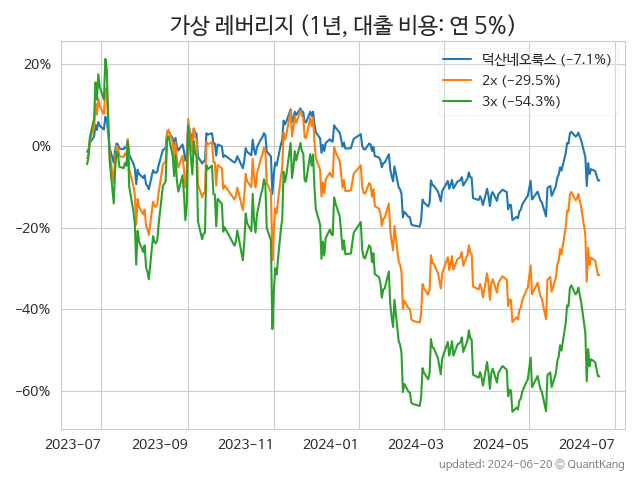 가상 레버리지 (1년, 대출 비용: 연 5%)
덕산네오룩스 (−7.1%)
2x (−29.5%)
3x (−54.3%)
20%
0%
−20%
−40%
−60%
2023-07 2023-09 2023-11 2024-01 2024-03 2024-05 2024-07
updated: 2024-06-20 © QuantKang